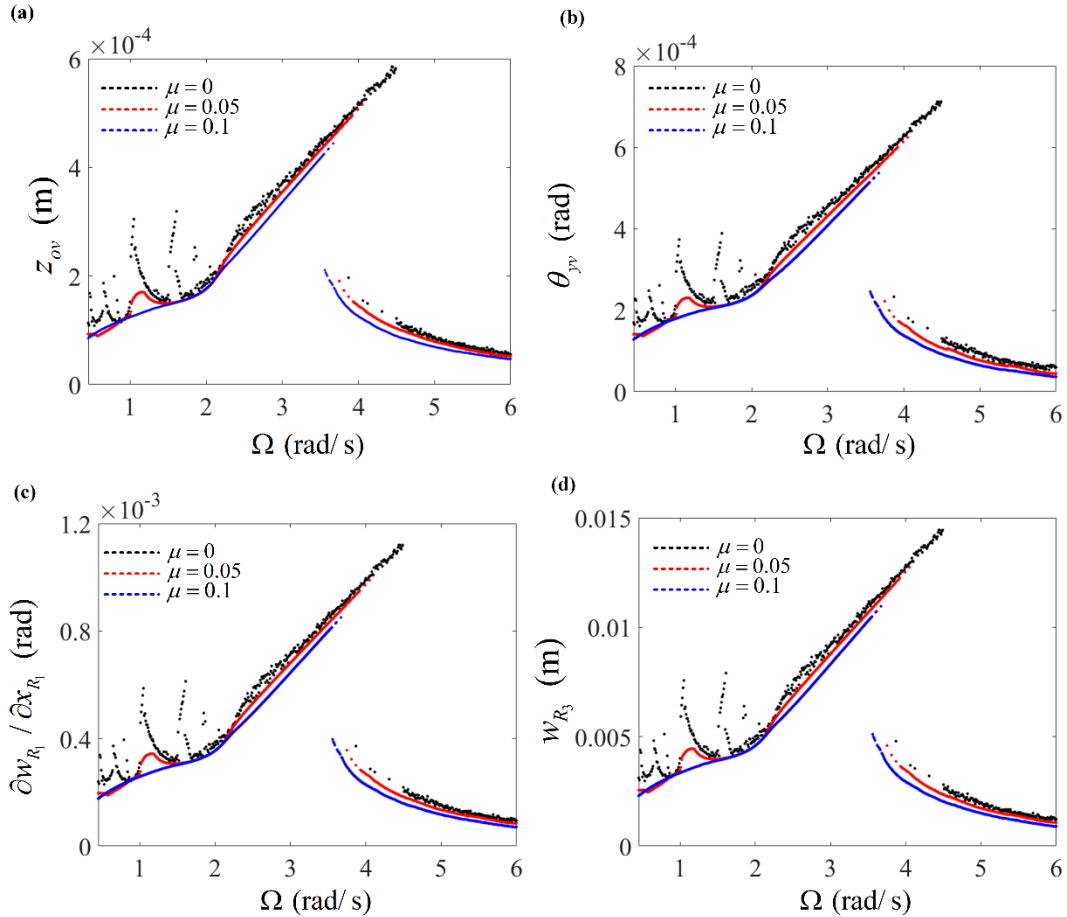 (a)
×10⁻⁴
6
4
2
0
z_ov (m)
μ = 0
μ = 0.05
μ = 0.1
1 2 3 4 5 6
Ω (rad/ s)
(b)
×10⁻⁴
8
6
4
2
0
θ_yv (rad)
μ = 0
μ = 0.05
μ = 0.1
1 2 3 4 5 6
Ω (rad/ s)
(c)
×10⁻³
1.2
0.8
0.4
0
∂w_R₁ / ∂x_R₁ (rad)
μ = 0
μ = 0.05
μ = 0.1
1 2 3 4 5 6
Ω (rad/ s)
(d)
0.015
0.01
0.005
0
w_R₃ (m)
μ = 0
μ = 0.05
μ = 0.1
1 2 3 4 5 6
Ω (rad/ s)